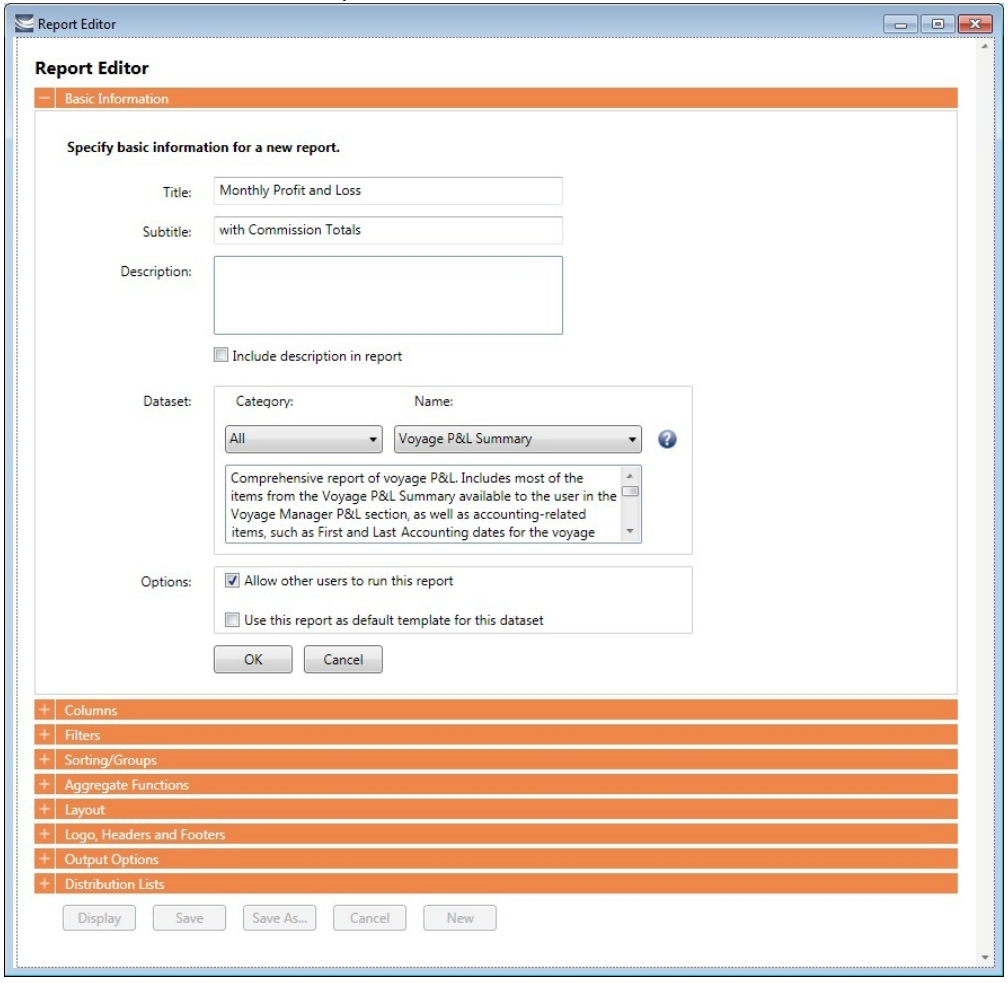 Report Editor
Report Editor
Basic Information
Specify basic information for a new report.
Title: Monthly Profit and Loss
Subtitle: with Commission Totals
Description:
Include description in report
Dataset: Category: Name:
All Voyage P&L Summary ?
Comprehensive report of voyage P&L. Includes most of the
items from the Voyage P&L Summary available to the user in the
Voyage Manager P&L section, as well as accounting-related
items, such as First and Last Accounting dates for the voyage
Options: Allow other users to run this report
Use this report as default template for this dataset
OK Cancel
Columns
Filters
Sorting/Groups
Aggregate Functions
Layout
Logo, Headers and Footers
Output Options
Distribution Lists
Display Save Save As... Cancel New